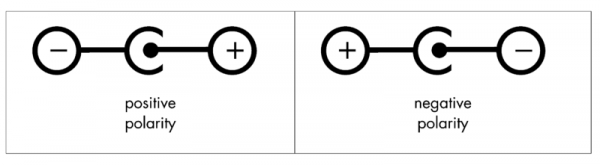 − +
positive
polarity
+ −
negative
polarity